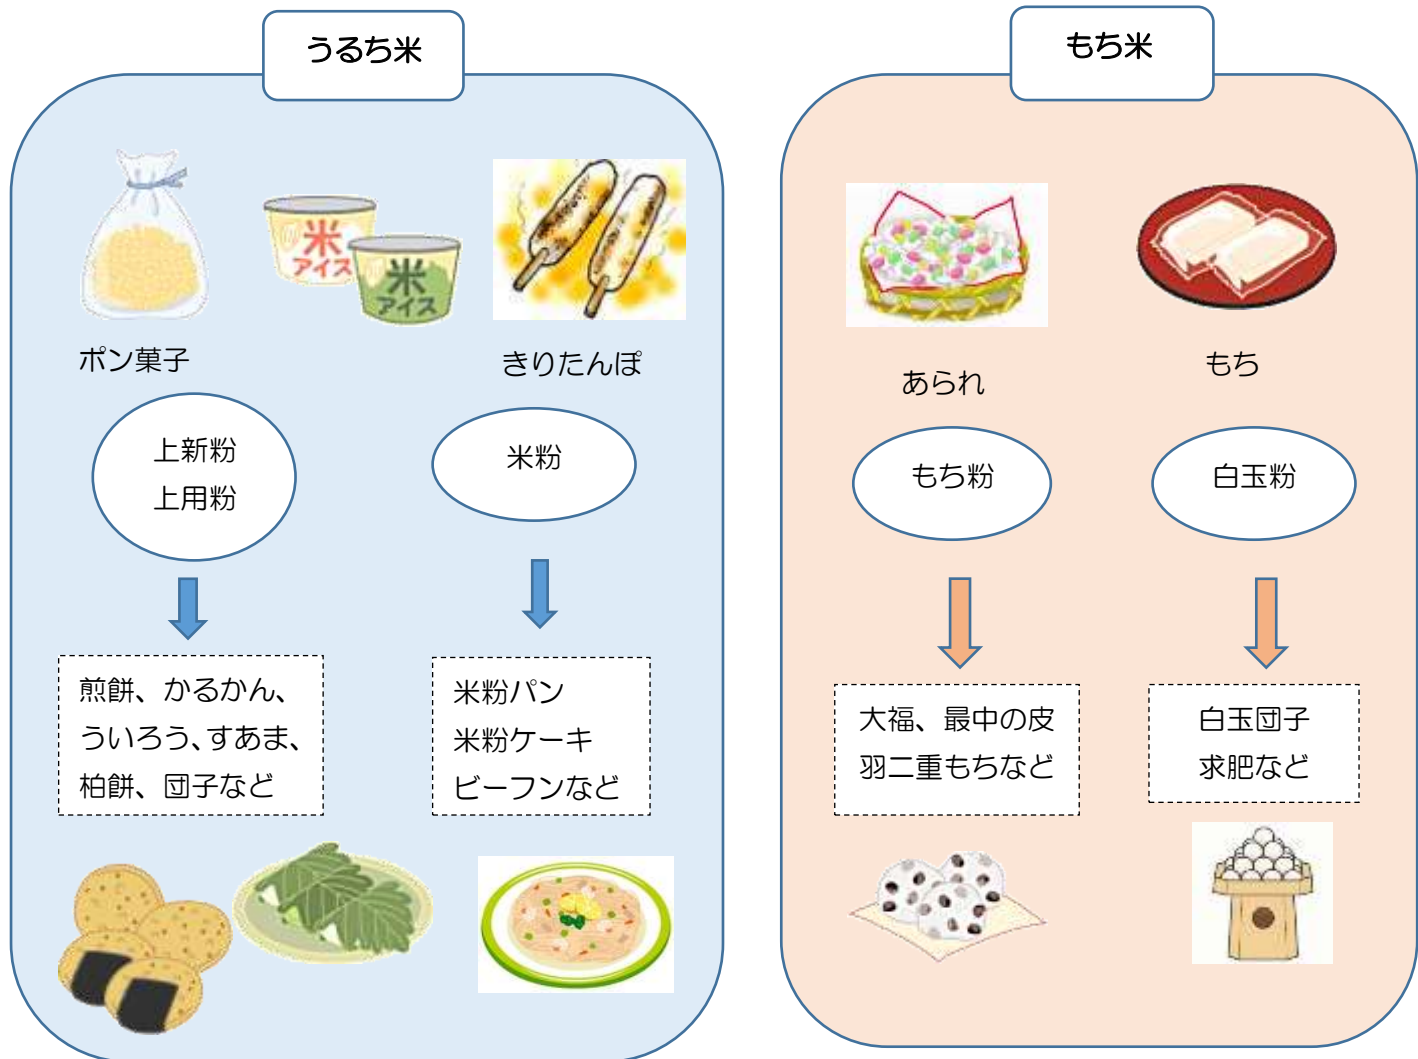 うるち米
米
アイス
米
アイス
ポン菓子
きりたんぽ
上新粉
上用粉
米粉
煎餅、かるかん、
ういろう、すあま、
柏餅、団子など
米粉パン
米粉ケーキ
ビーフンなど
もち米
あられ
もち
もち粉
白玉粉
大福、最中の皮
羽二重もちなど
白玉団子
求肥など